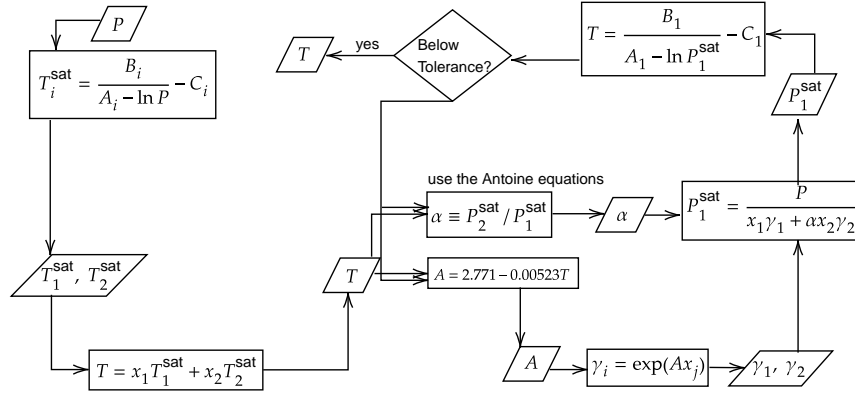 P
T_i^sat = B_i / (A_i − ln P) − C_i
T_1^sat , T_2^sat
T = x_1 T_1^sat + x_2 T_2^sat
T
use the Antoine equations
α ≡ P_2^sat / P_1^sat
α
A = 2.771−0.00523T
A
γ_i = exp(Ax_j)
γ_1, γ_2
P_1^sat = P / (x_1γ_1 + αx_2γ_2)
P_1^sat
T = B_1 / (A_1 − ln P_1^sat) − C_1
Below
Tolerance?
yes
T